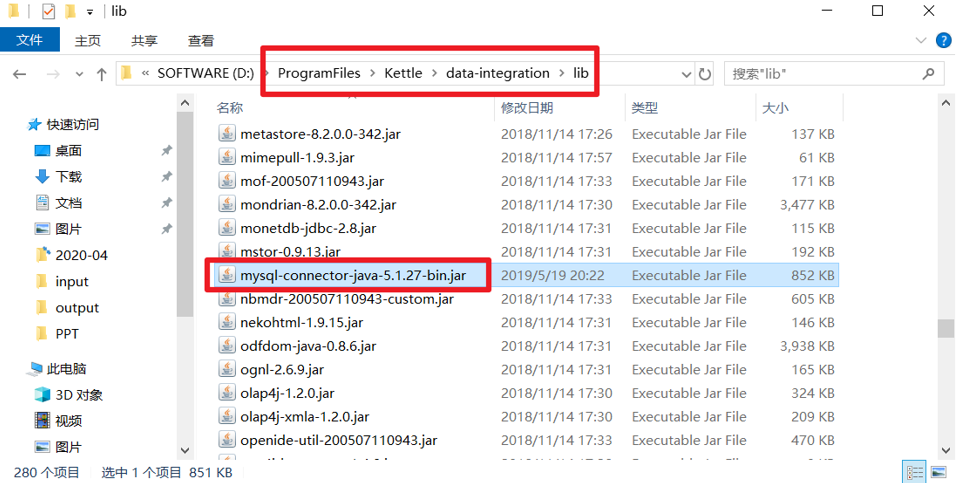 lib
文件 主页 共享 查看
« SOFTWARE (D:) › ProgramFiles › Kettle › data-integration › lib 搜索"lib"
名称 修改日期 类型 大小
快速访问
桌面
下载
文档
图片
2020-04
input
output
PPT
此电脑
3D 对象
视频
图片
metastore-8.2.0.0-342.jar 2018/11/14 17:26 Executable Jar File 137 KB
mimepull-1.9.3.jar 2018/11/14 17:57 Executable Jar File 61 KB
mof-200507110943.jar 2018/11/14 17:33 Executable Jar File 171 KB
mondrian-8.2.0.0-342.jar 2018/11/14 17:30 Executable Jar File 3,477 KB
monetdb-jdbc-2.8.jar 2018/11/14 17:31 Executable Jar File 115 KB
mstor-0.9.13.jar 2018/11/14 17:31 Executable Jar File 192 KB
mysql-connector-java-5.1.27-bin.jar 2019/5/19 20:22 Executable Jar File 852 KB
nbmdr-200507110943-custom.jar 2018/11/14 17:33 Executable Jar File 605 KB
nekohtml-1.9.15.jar 2018/11/14 17:31 Executable Jar File 146 KB
odfdom-java-0.8.6.jar 2018/11/14 17:31 Executable Jar File 3,938 KB
ognl-2.6.9.jar 2018/11/14 17:31 Executable Jar File 165 KB
olap4j-1.2.0.jar 2018/11/14 17:30 Executable Jar File 324 KB
olap4j-xmla-1.2.0.jar 2018/11/14 17:30 Executable Jar File 209 KB
openide-util-200507110943.jar 2018/11/14 17:33 Executable Jar File 470 KB
280 个项目 选中 1 个项目 851 KB